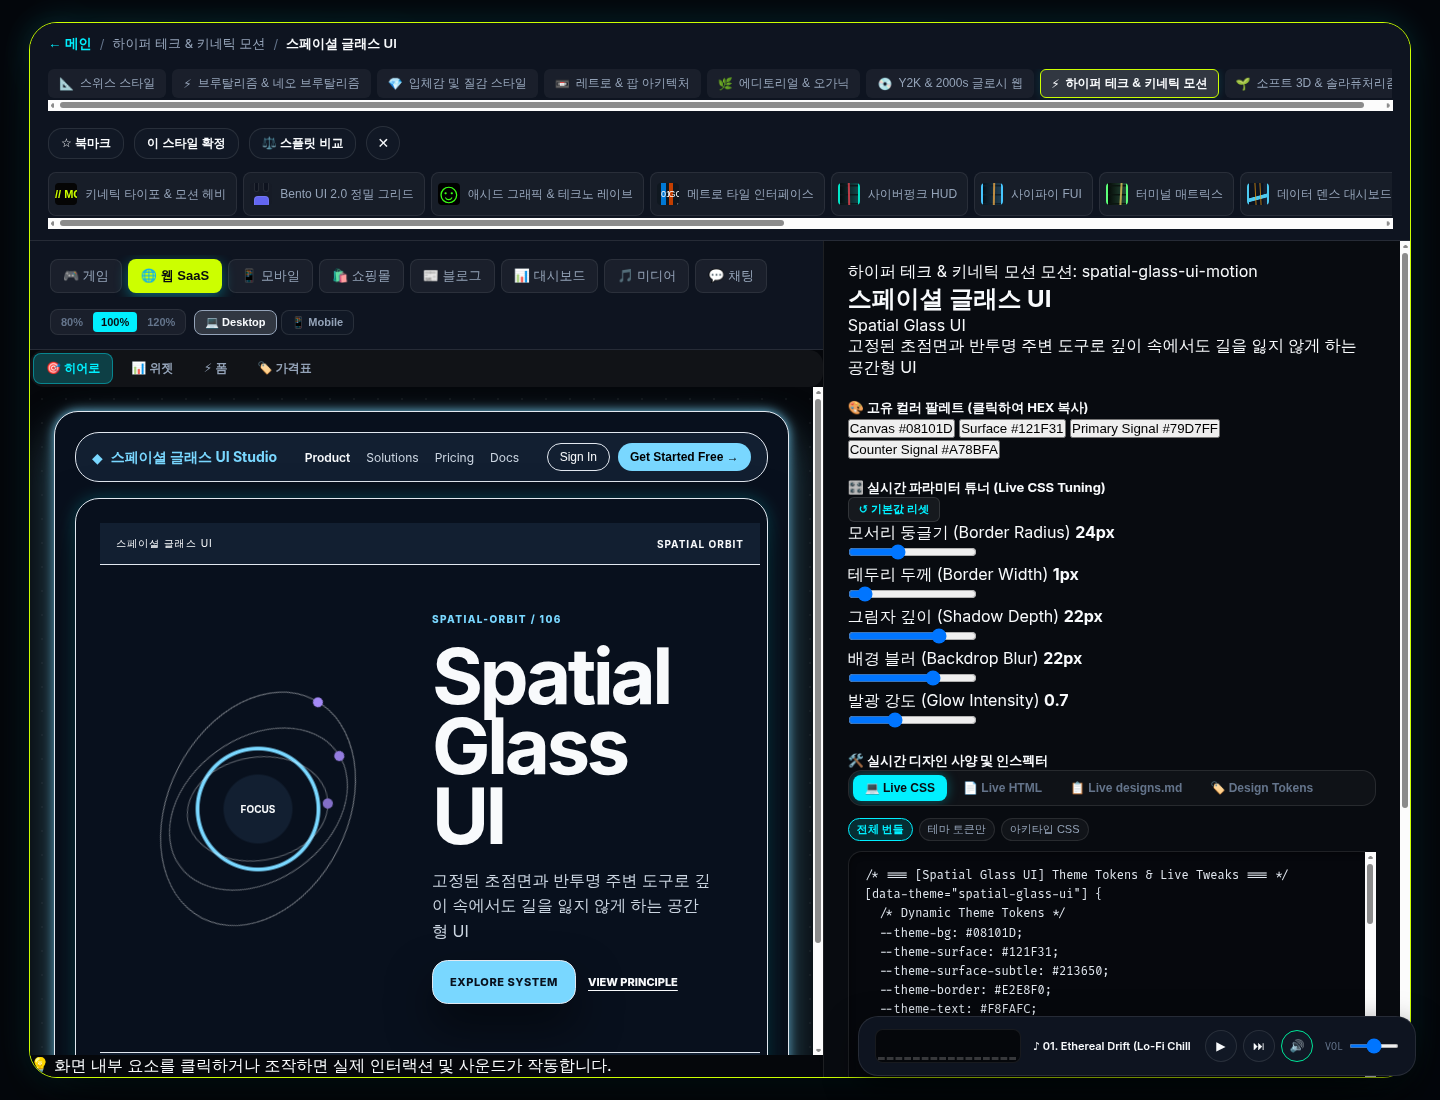 ← 메인 / 하이퍼 테크 & 키네틱 모션 / 스페이셜 글래스 UI
스위스 스타일 브루탈리즘 & 네오 브루탈리즘 입체감 및 질감 스타일 레트로 & 팝 아키텍처 에디토리얼 & 오가닉 Y2K & 2000s 글로시 웹 하이퍼 테크 & 키네틱 모션 소프트 3D & 솔라퓨처리즘
☆ 북마크 이 스타일 확정 스플릿 비교 ✕
// MO 키네틱 타이포 & 모션 헤비 Bento UI 2.0 정밀 그리드 애시드 그래픽 & 테크노 레이브 메트로 타일 인터페이스 사이버펑크 HUD 사이파이 FUI 터미널 매트릭스 데이터 덴스 대시보드
게임 웹 SaaS 모바일 쇼핑몰 블로그 대시보드 미디어 채팅
80% 100% 120% Desktop Mobile
히어로 위젯 폼 가격표
스페이셜 글래스 UI Studio Product Solutions Pricing Docs Sign In Get Started Free →
스페이셜 글래스 UI SPATIAL ORBIT
SPATIAL-ORBIT / 106
Spatial
Glass
UI
FOCUS
고정된 초점면과 반투명 주변 도구로 깊
이 속에서도 길을 잃지 않게 하는 공간
형 UI
EXPLORE SYSTEM VIEW PRINCIPLE
화면 내부 요소를 클릭하거나 조작하면 실제 인터랙션 및 사운드가 작동합니다.
하이퍼 테크 & 키네틱 모션 모션: spatial-glass-ui-motion
스페이셜 글래스 UI
Spatial Glass UI
고정된 초점면과 반투명 주변 도구로 깊이 속에서도 길을 잃지 않게 하는
공간형 UI
고유 컬러 팔레트 (클릭하여 HEX 복사)
Canvas #08101D Surface #121F31 Primary Signal #79D7FF
Counter Signal #A78BFA
실시간 파라미터 튜너 (Live CSS Tuning)
↺ 기본값 리셋
모서리 둥글기 (Border Radius) 24px
테두리 두께 (Border Width) 1px
그림자 깊이 (Shadow Depth) 22px
배경 블러 (Backdrop Blur) 22px
발광 강도 (Glow Intensity) 0.7
실시간 디자인 사양 및 인스펙터
Live CSS Live HTML Live designs.md Design Tokens
전체 번들 테마 토큰만 아키타입 CSS
/* === [Spatial Glass UI] Theme Tokens & Live Tweaks === */
[data-theme="spatial-glass-ui"] {
/* Dynamic Theme Tokens */
--theme-bg: #08101D;
--theme-surface: #121F31;
--theme-surface-subtle: #213650;
--theme-border: #E2E8F0;
--theme-text: #F8FAFC;
♪ 01. Ethereal Drift (Lo-Fi Chill VOL